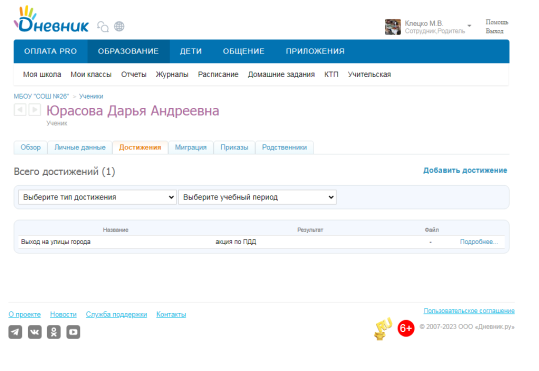 Дневник
Клецко М.В.
Сотрудник,Родитель
Помощь
Выход
ОПЛАТА PRO ОБРАЗОВАНИЕ ДЕТИ ОБЩЕНИЕ ПРИЛОЖЕНИЯ
Моя школа Мои классы Отчеты Журналы Расписание Домашние задания КТП Учительская
МБОУ "СОШ №26" » Ученики
Юрасова Дарья Андреевна
Ученик
Обзор Личные данные Достижения Миграция Приказы Родственники
Всего достижений (1) Добавить достижение
Выберите тип достижения Выберите учебный период
Название Результат Файл
Выход на улицы города акция по ПДД - Подробнее...
О проекте Новости Служба поддержки Контакты
Пользовательское соглашение
6+ © 2007-2023 ООО «Дневник.ру»